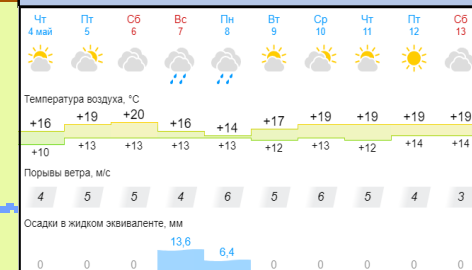 Чт Пт Сб Вс Пн Вт Ср Чт Пт Сб
4 май 5 6 7 8 9 10 11 12 13
Температура воздуха, °C
+16 +19 +20 +16 +14 +17 +19 +19 +19 +19
+10 +13 +13 +13 +13 +12 +13 +12 +14 +14
Порывы ветра, м/с
4 5 5 4 6 5 6 5 4 3
Осадки в жидком эквиваленте, мм
0 0 0 13,6 6,4 0 0 0 0 0